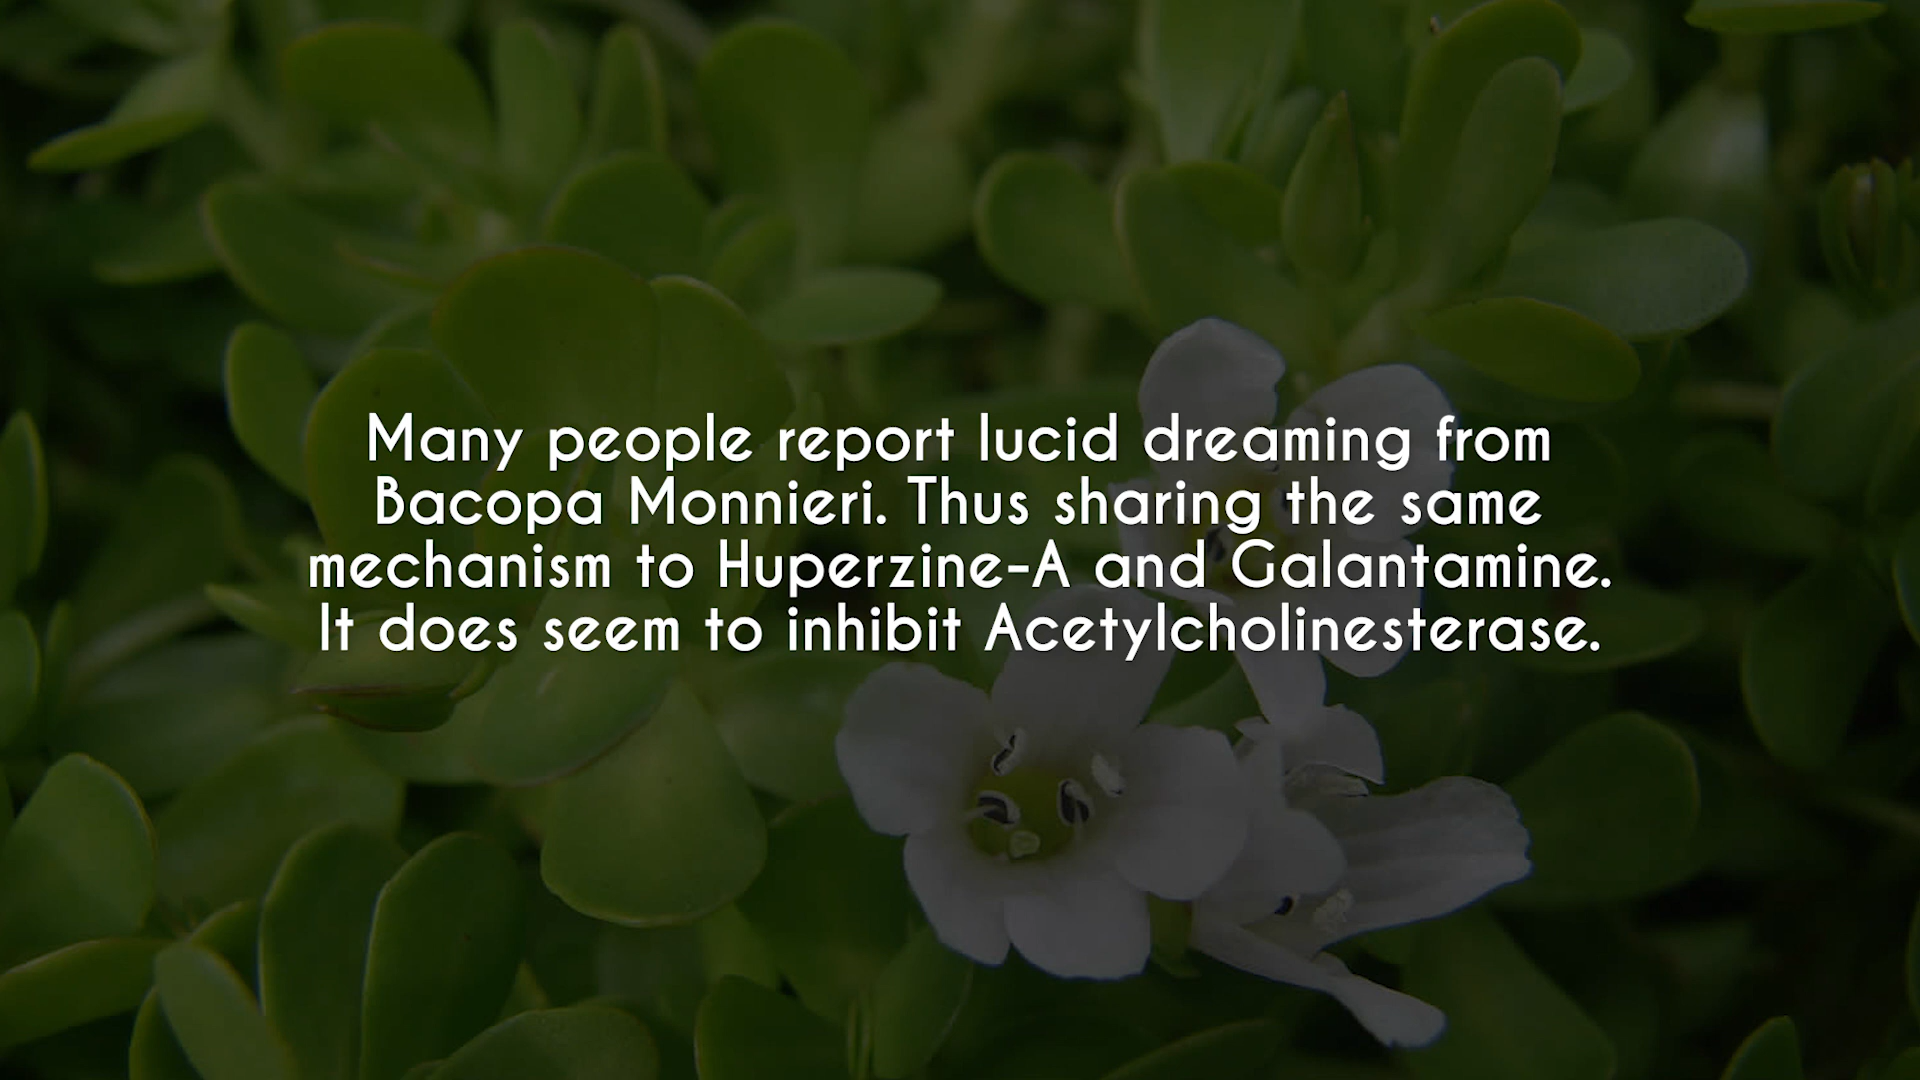 Many people report lucid dreaming from
Bacopa Monnieri. Thus sharing the same
mechanism to Huperzine-A and Galantamine.
It does seem to inhibit Acetylcholinesterase.